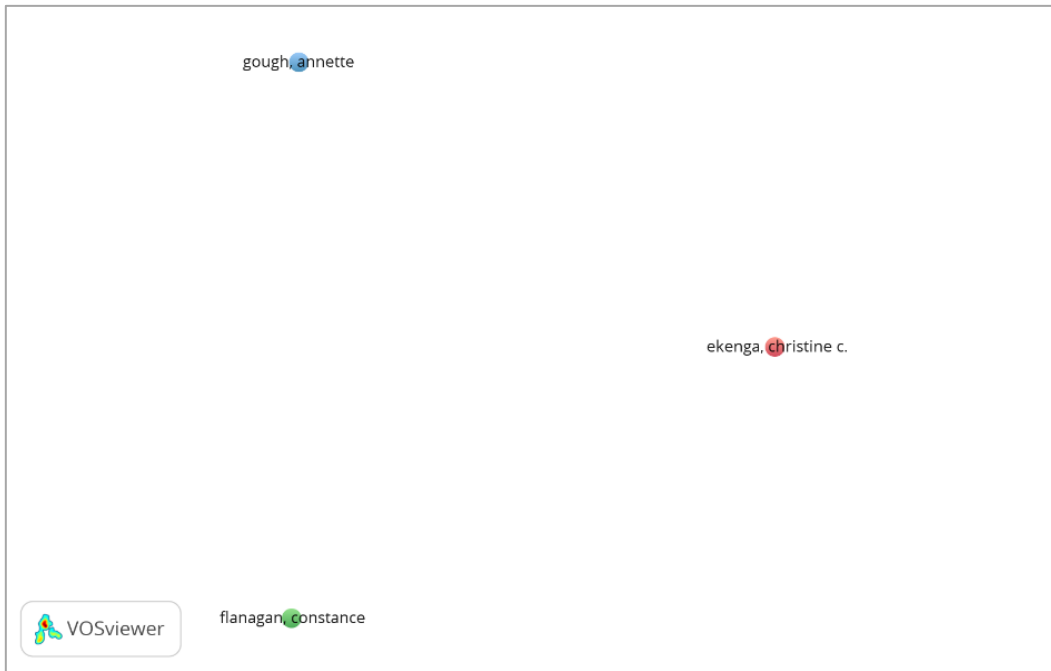 gough, annette
ekenga, christine c.
flanagan, constance
VOSviewer